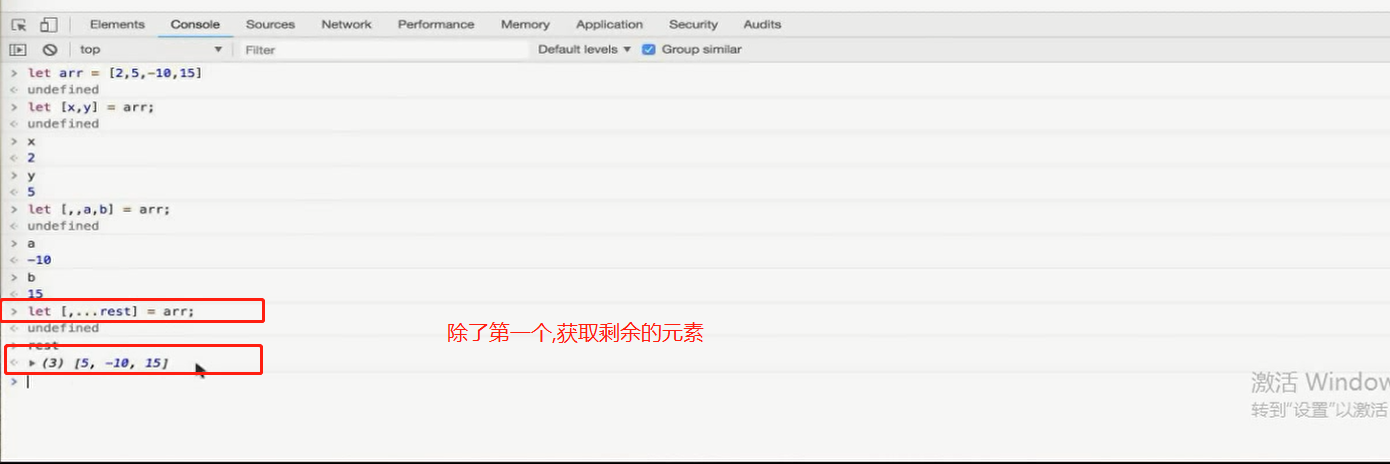 Elements Console Sources Network Performance Memory Application Security Audits
top Filter Default levels Group similar
> let arr = [2,5,-10,15]
undefined
> let [x,y] = arr;
undefined
> x
2
> y
5
> let [,,a,b] = arr;
undefined
> a
-10
> b
15
> let [,...rest] = arr;
undefined
> rest
(3) [5, -10, 15]
>
除了第一个,获取剩余的元素
激活 Window
转到“设置”以激活